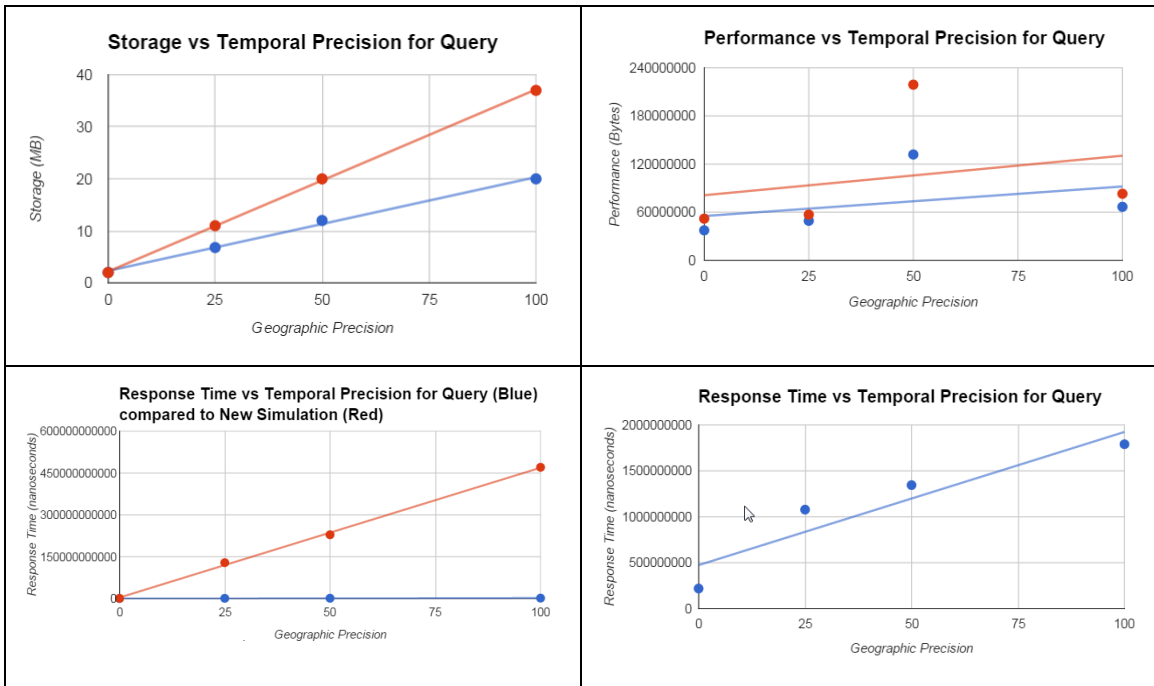 Storage vs Temporal Precision for Query
Storage (MB)
40
30
20
10
0
0 25 50 75 100
Geographic Precision
Performance vs Temporal Precision for Query
Performance (Bytes)
240000000
180000000
120000000
60000000
0
0 25 50 75 100
Geographic Precision
Response Time vs Temporal Precision for Query (Blue)
compared to New Simulation (Red)
Response Time (nanoseconds)
600000000000
450000000000
300000000000
150000000000
0
0 25 50 75 100
Geographic Precision
Response Time vs Temporal Precision for Query
Response Time (nanoseconds)
2000000000
1500000000
1000000000
500000000
0
0 25 50 75 100
Geographic Precision